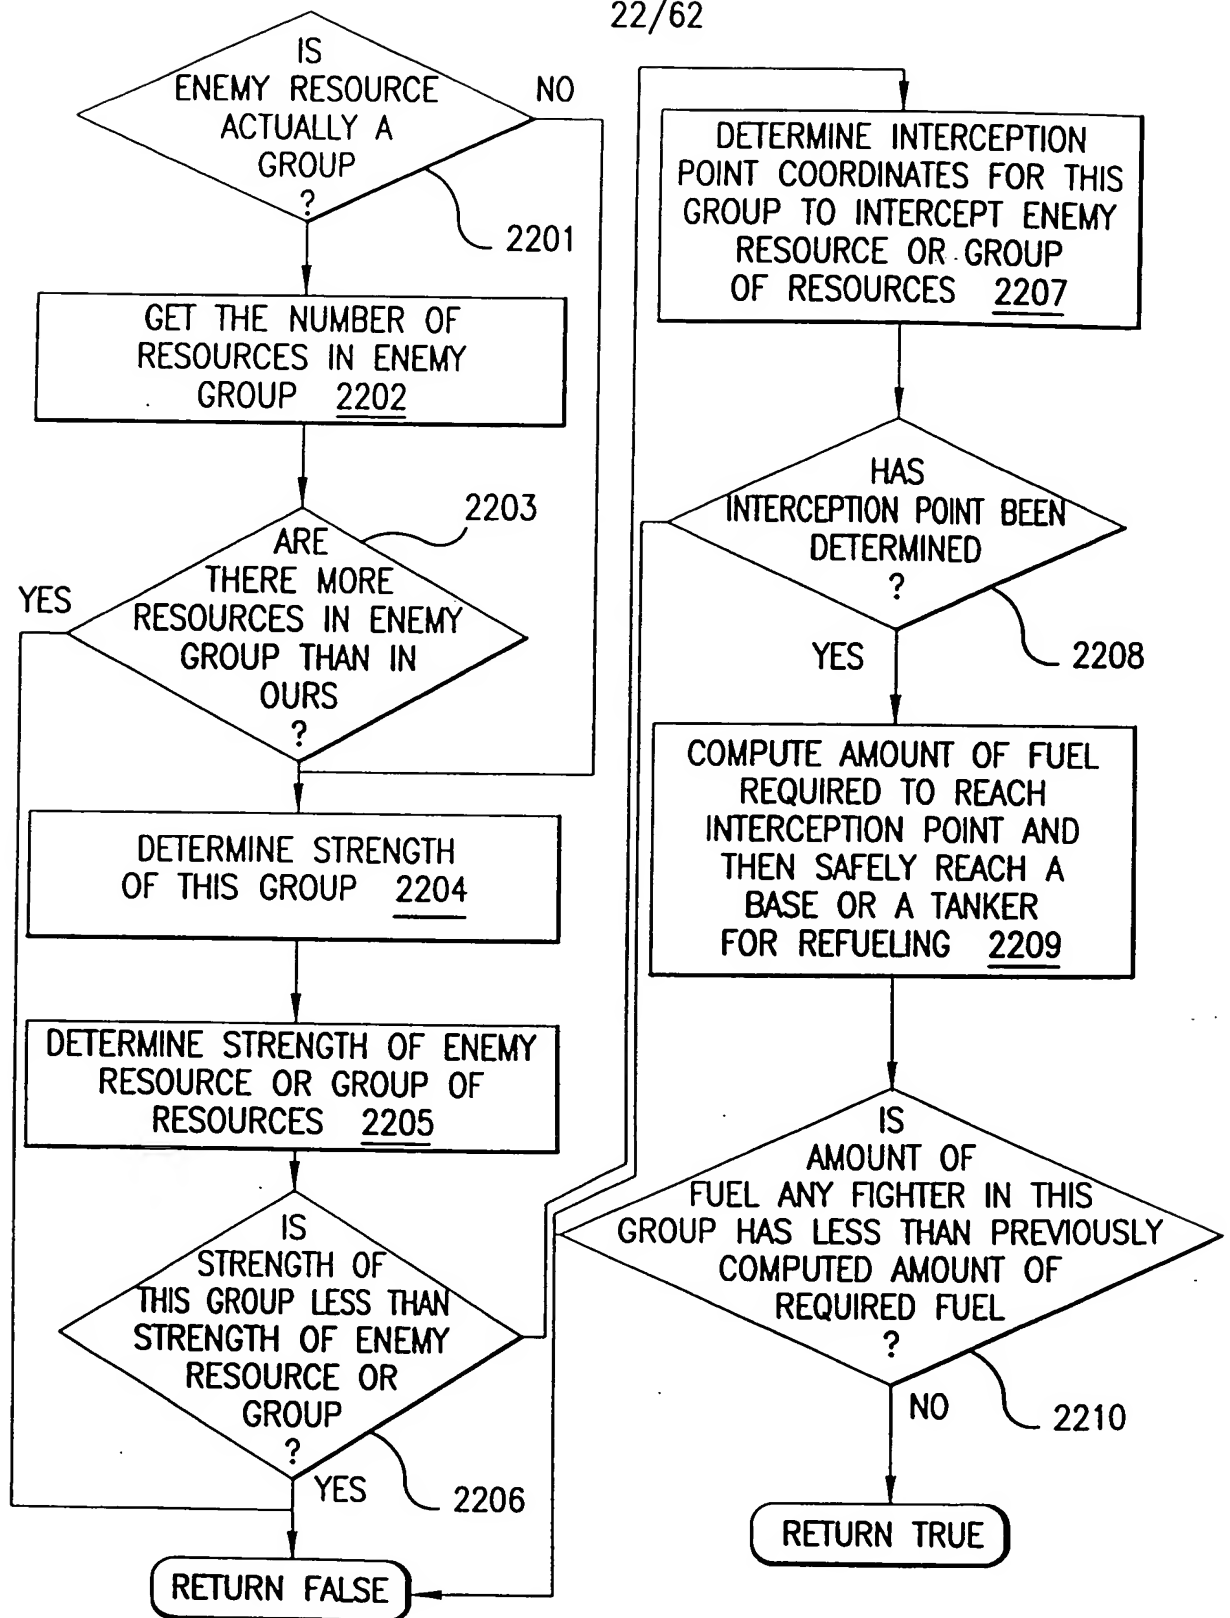 22/62
IS
ENEMY RESOURCE
ACTUALLY A
GROUP
?
NO
2201
GET THE NUMBER OF
RESOURCES IN ENEMY
GROUP 2202
2203
ARE
THERE MORE
RESOURCES IN ENEMY
GROUP THAN IN
OURS
?
YES
DETERMINE STRENGTH
OF THIS GROUP 2204
DETERMINE STRENGTH OF ENEMY
RESOURCE OR GROUP OF
RESOURCES 2205
IS
STRENGTH OF
THIS GROUP LESS THAN
STRENGTH OF ENEMY
RESOURCE OR
GROUP
?
YES
2206
RETURN FALSE
DETERMINE INTERCEPTION
POINT COORDINATES FOR THIS
GROUP TO INTERCEPT ENEMY
RESOURCE OR GROUP
OF RESOURCES 2207
HAS
INTERCEPTION POINT BEEN
DETERMINED
?
YES
2208
COMPUTE AMOUNT OF FUEL
REQUIRED TO REACH
INTERCEPTION POINT AND
THEN SAFELY REACH A
BASE OR A TANKER
FOR REFUELING 2209
IS
AMOUNT OF
FUEL ANY FIGHTER IN THIS
GROUP HAS LESS THAN PREVIOUSLY
COMPUTED AMOUNT OF
REQUIRED FUEL
?
NO
2210
RETURN TRUE